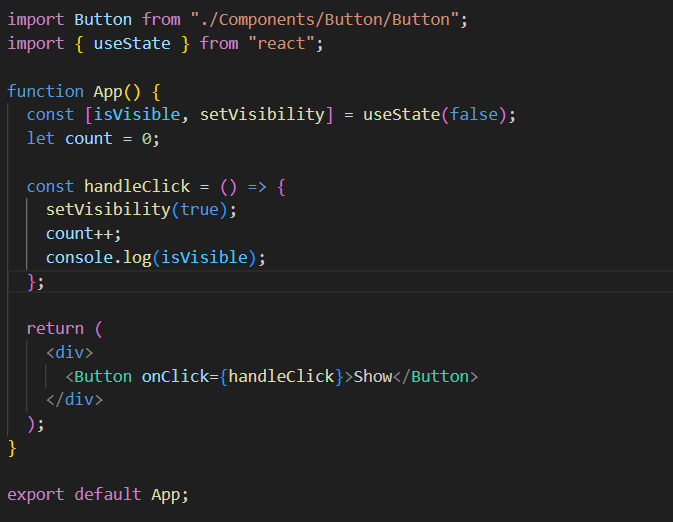 import Button from "./Components/Button/Button";
import { useState } from "react";
function App() {
const [isVisible, setVisibility] = useState(false);
let count = 0;
const handleClick = () => {
setVisibility(true);
count++;
console.log(isVisible);
};
return (
<div>
<Button onClick={handleClick}>Show</Button>
</div>
);
}
export default App;